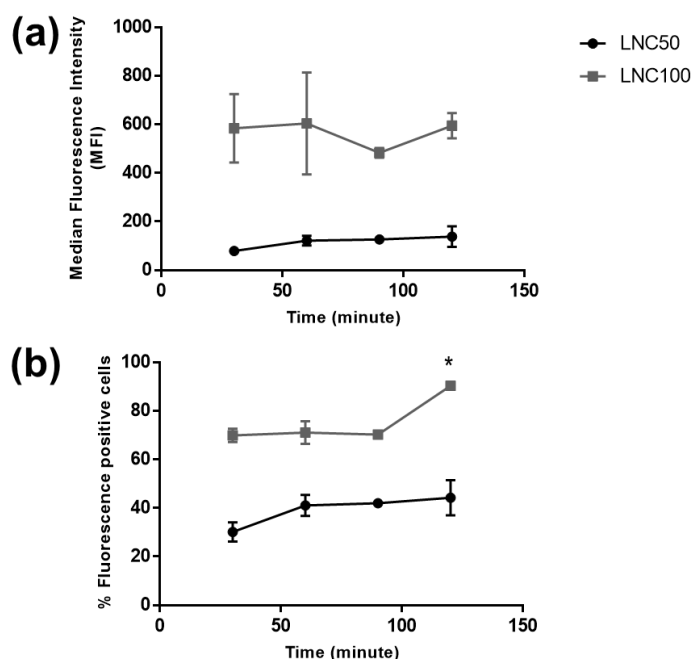 (a)
1000
800
600
400
200
0
Median Fluorescence Intensity
(MFI)
0
50
100
150
Time (minute)
LNC50
LNC100
(b)
100
80
60
40
20
0
% Fluorescence positive cells
*
0
50
100
150
Time (minute)